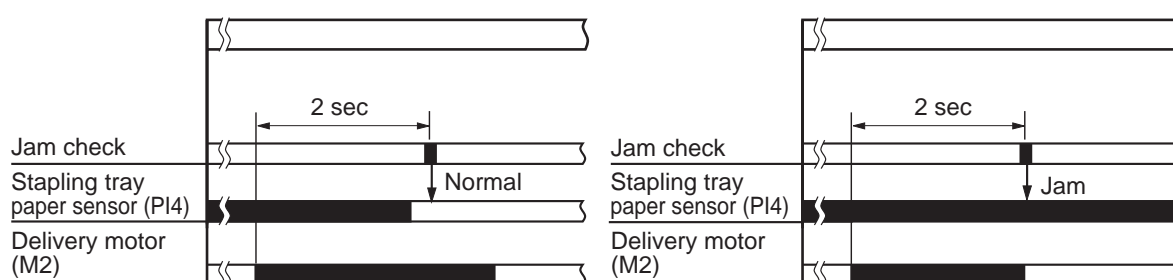 2 sec
Jam check
Stapling tray
Normal
paper sensor (PI4)
Delivery motor
(M2)
2 sec
Jam check
Stapling tray
Jam
paper sensor (PI4)
Delivery motor
(M2)